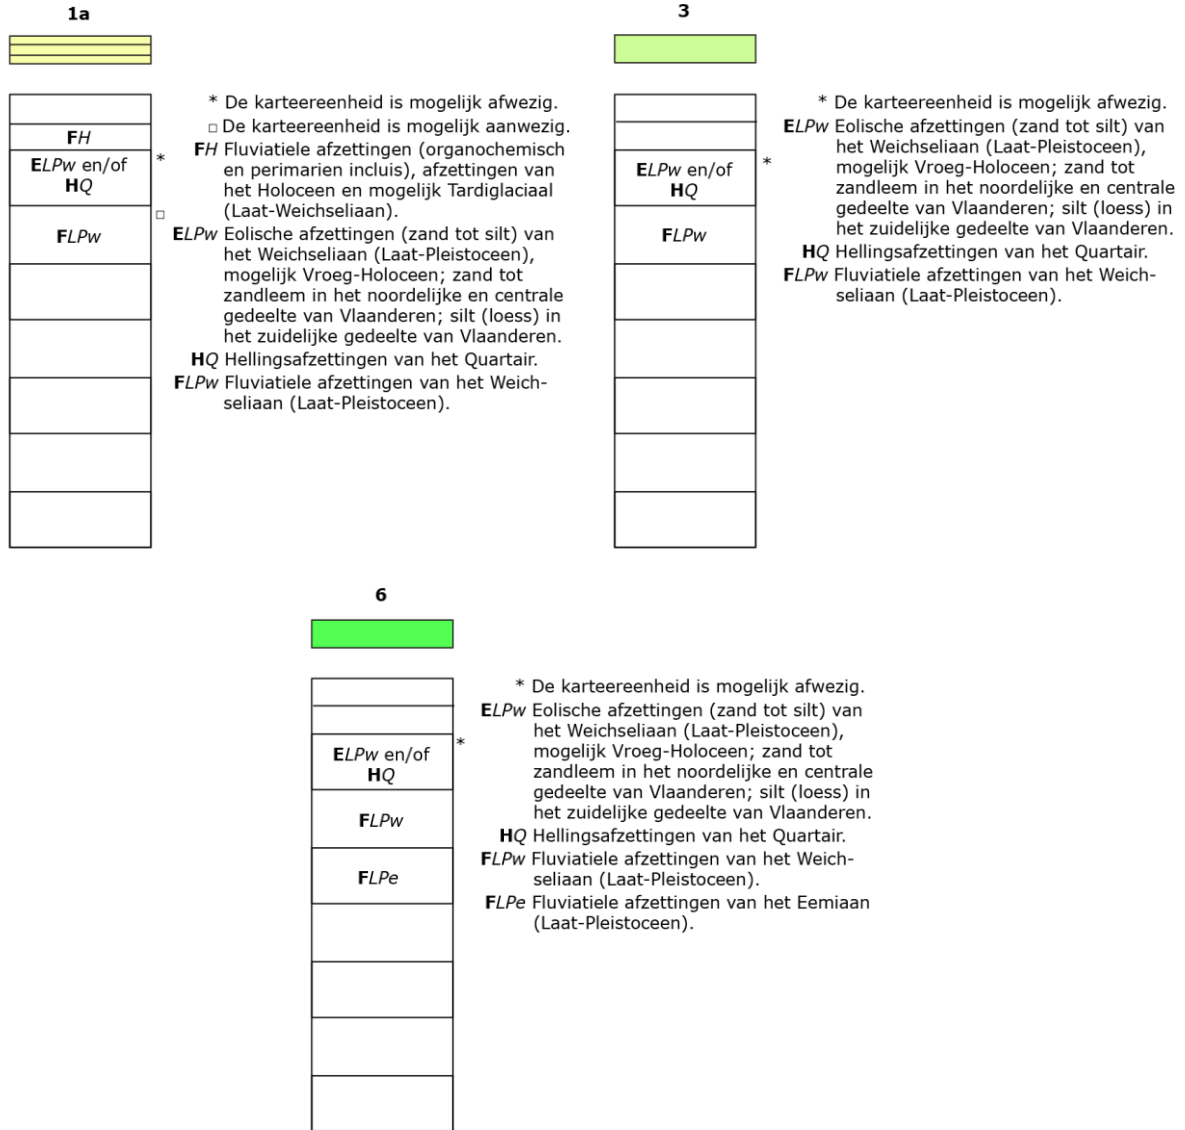 1a
FH
ELPw en/of
HQ
*
□
FLPw
* De karteereenheid is mogelijk afwezig.
□ De karteereenheid is mogelijk aanwezig.
FH Fluviatiele afzettingen (organochemisch
en perimarien incluis), afzettingen van
het Holoceen en mogelijk Tardiglaciaal
(Laat-Weichseliaan).
ELPw Eolische afzettingen (zand tot silt) van
het Weichseliaan (Laat-Pleistoceen),
mogelijk Vroeg-Holoceen; zand tot
zandleem in het noordelijke en centrale
gedeelte van Vlaanderen; silt (loess) in
het zuidelijke gedeelte van Vlaanderen.
HQ Hellingsafzettingen van het Quartair.
FLPw Fluviatiele afzettingen van het Weich-
seliaan (Laat-Pleistoceen).
3
ELPw en/of
HQ
*
FLPw
* De karteereenheid is mogelijk afwezig.
ELPw Eolische afzettingen (zand tot silt) van
het Weichseliaan (Laat-Pleistoceen),
mogelijk Vroeg-Holoceen; zand tot
zandleem in het noordelijke en centrale
gedeelte van Vlaanderen; silt (loess) in
het zuidelijke gedeelte van Vlaanderen.
HQ Hellingsafzettingen van het Quartair.
FLPw Fluviatiele afzettingen van het Weich-
seliaan (Laat-Pleistoceen).
6
ELPw en/of
HQ
*
FLPw
FLPe
* De karteereenheid is mogelijk afwezig.
ELPw Eolische afzettingen (zand tot silt) van
het Weichseliaan (Laat-Pleistoceen),
mogelijk Vroeg-Holoceen; zand tot
zandleem in het noordelijke en centrale
gedeelte van Vlaanderen; silt (loess) in
het zuidelijke gedeelte van Vlaanderen.
HQ Hellingsafzettingen van het Quartair.
FLPw Fluviatiele afzettingen van het Weich-
seliaan (Laat-Pleistoceen).
FLPe Fluviatiele afzettingen van het Eemiaan
(Laat-Pleistoceen).